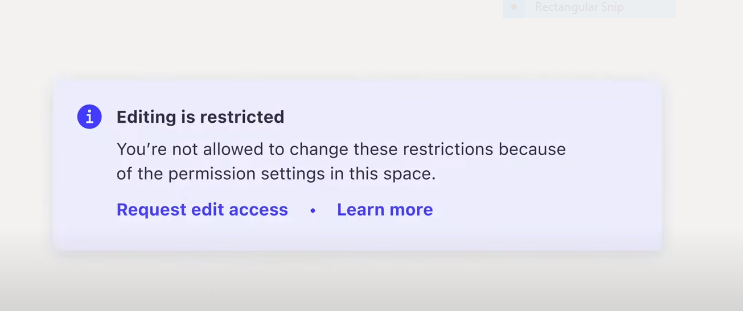 Rectangular Snip
Editing is restricted
You're not allowed to change these restrictions because
of the permission settings in this space.
Request edit access • Learn more